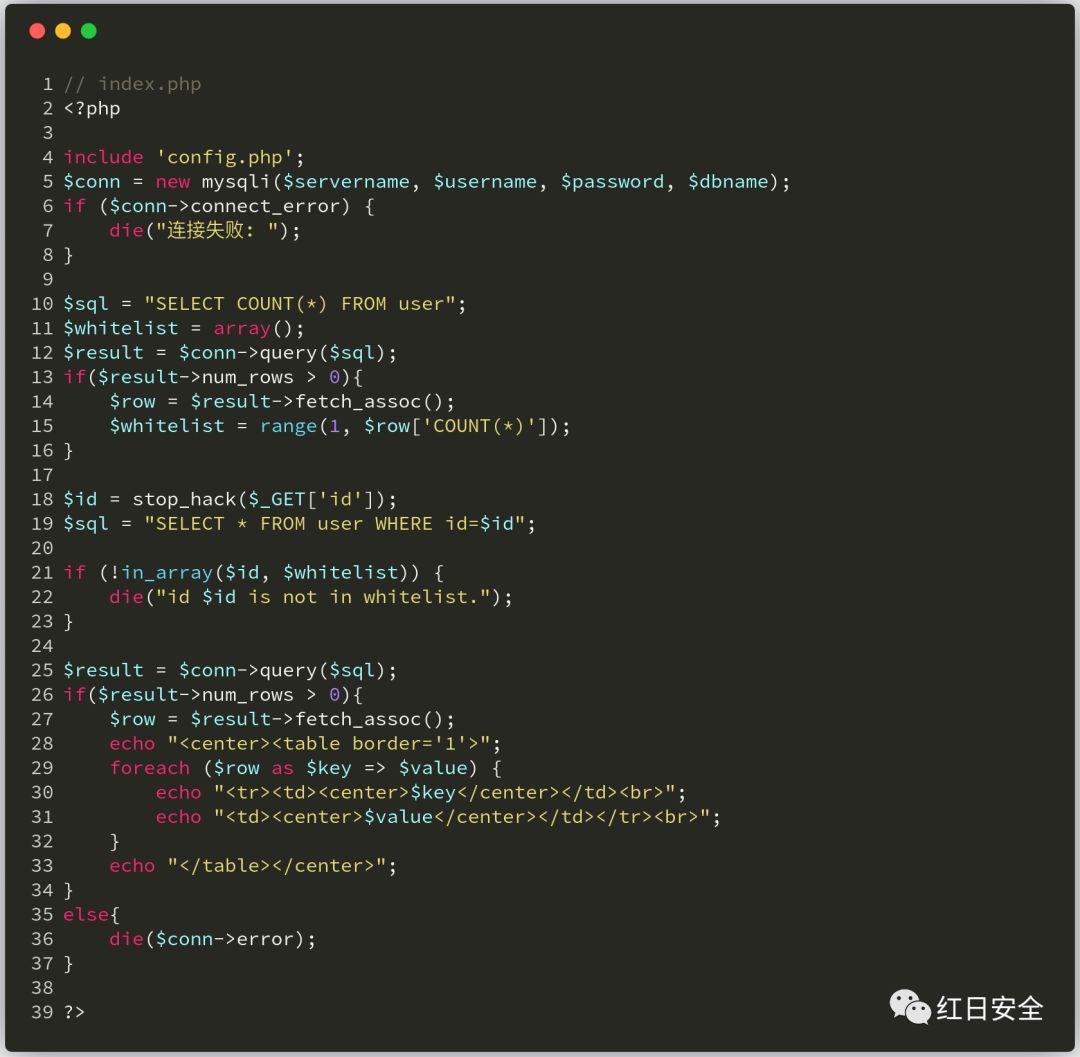 1 // index.php
2 <?php
3
4 include 'config.php';
5 $conn = new mysqli($servername, $username, $password, $dbname);
6 if ($conn->connect_error) {
7     die("连接失败: ");
8 }
9
10 $sql = "SELECT COUNT(*) FROM user";
11 $whitelist = array();
12 $result = $conn->query($sql);
13 if($result->num_rows > 0){
14     $row = $result->fetch_assoc();
15     $whitelist = range(1, $row['COUNT(*)']);
16 }
17
18 $id = stop_hack($_GET['id']);
19 $sql = "SELECT * FROM user WHERE id=$id";
20
21 if (!in_array($id, $whitelist)) {
22     die("id $id is not in whitelist.");
23 }
24
25 $result = $conn->query($sql);
26 if($result->num_rows > 0){
27     $row = $result->fetch_assoc();
28     echo "<center><table border='1'>";
29     foreach ($row as $key => $value) {
30         echo "<tr><td><center>$key</center></td><br>";
31         echo "<td><center>$value</center></td></tr><br>";
32     }
33     echo "</table></center>";
34 }
35 else{
36     die($conn->error);
37 }
38
39 ?>
红日安全